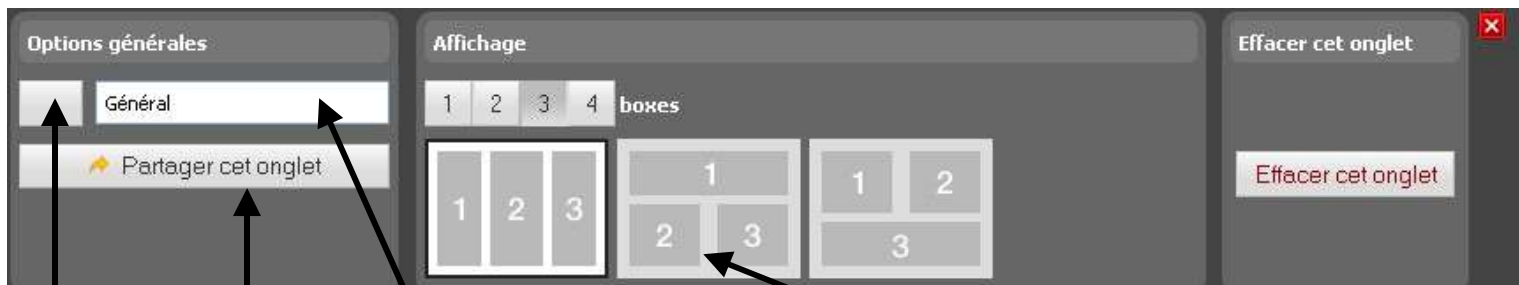 Options générales
Général
Partager cet onglet
Affichage
1 2 3 4 boxes
1 2 3
1
2 3
1 2
3
Effacer cet onglet
Effacer cet onglet